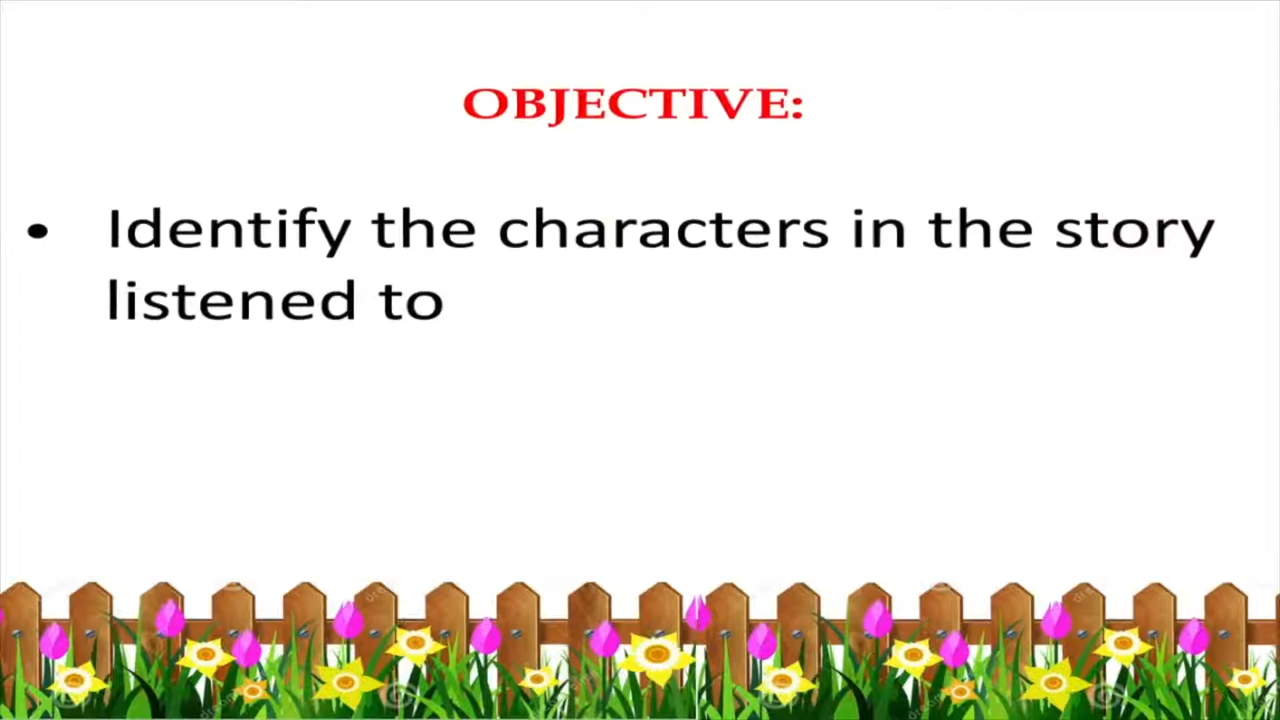 OBJECTIVE:
• Identify the characters in the story
listened to